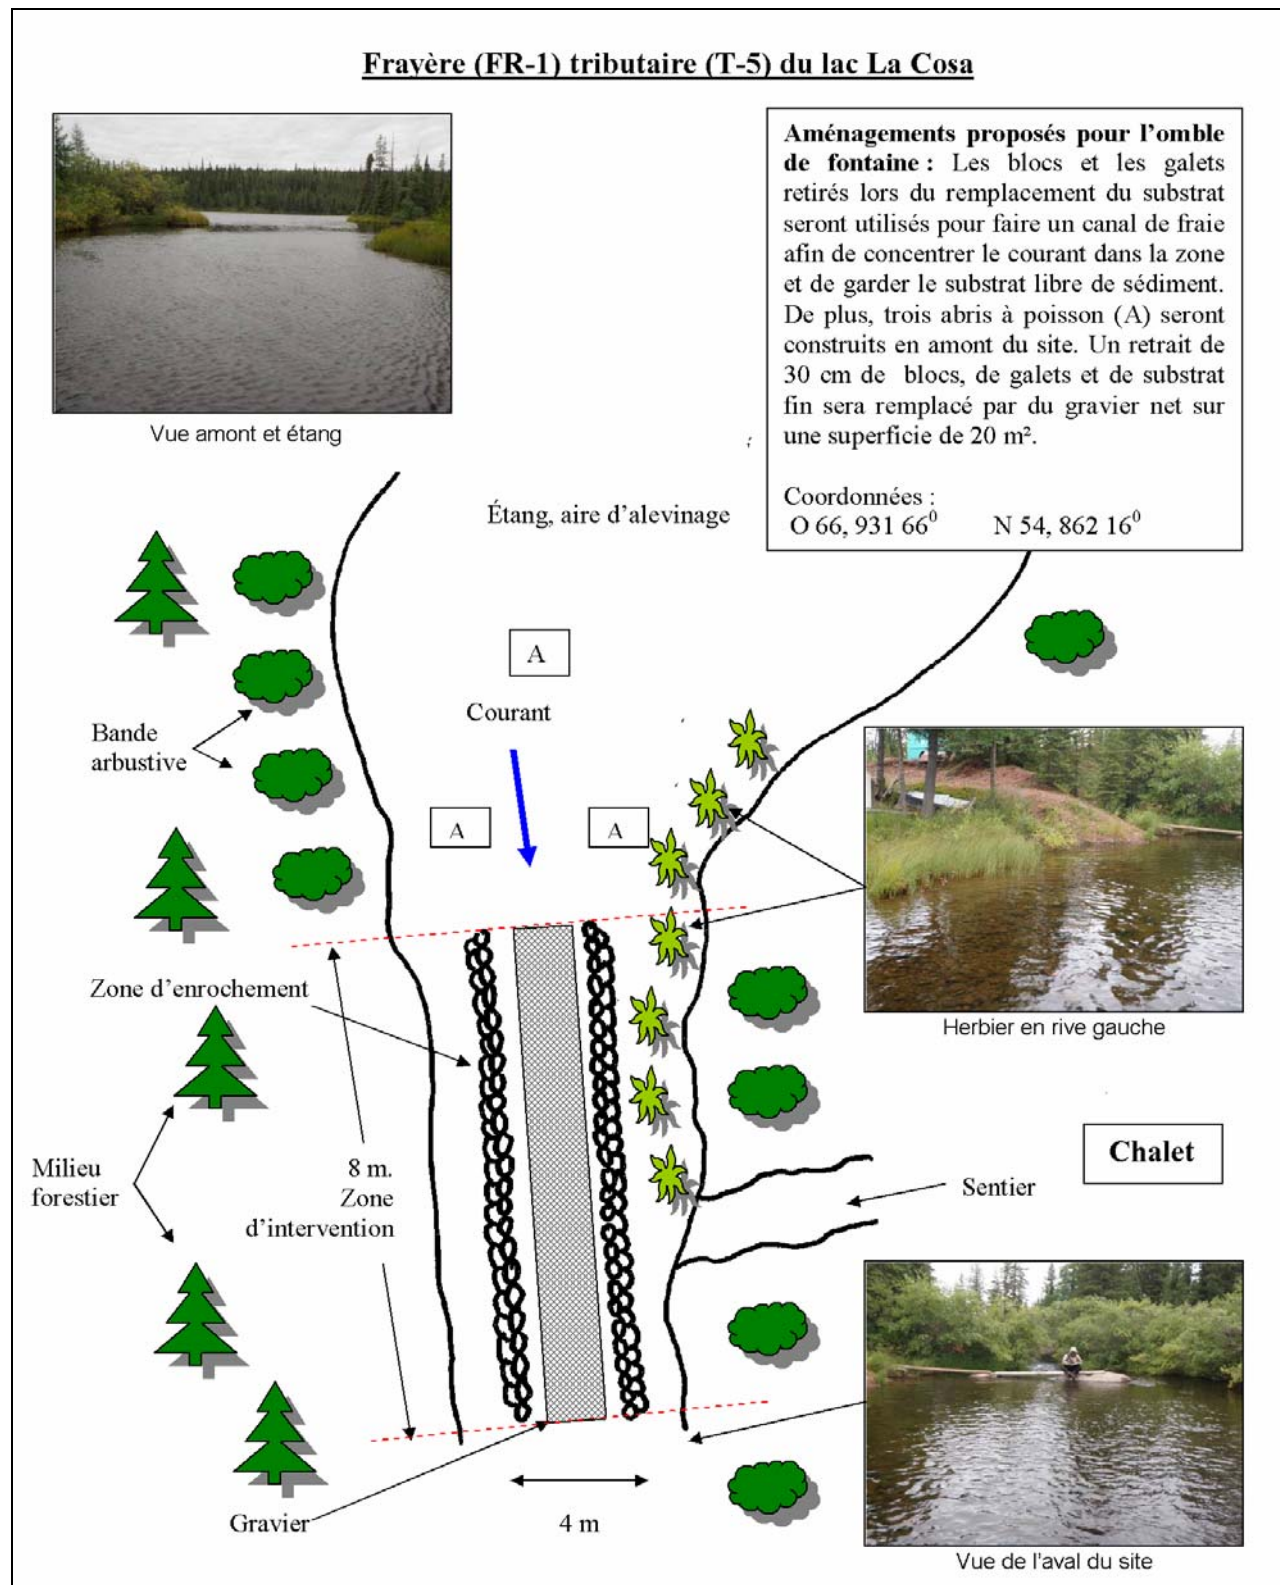 Frayère (FR-1) tributaire (T-5) du lac La Cosa
Aménagements proposés pour l'omble
de fontaine : Les blocs et les galets
retirés lors du remplacement du substrat
seront utilisés pour faire un canal de fraie
afin de concentrer le courant dans la zone
et de garder le substrat libre de sédiment.
De plus, trois abris à poisson (A) seront
construits en amont du site. Un retrait de
30 cm de blocs, de galets et de substrat
fin sera remplacé par du gravier net sur
une superficie de 20 m².
Coordonnées :
O 66, 931 66⁰ N 54, 862 16⁰
Vue amont et étang
Étang, aire d'alevinage
A
Courant
Bande
arbustive
A
A
Zone d'enrochement
Herbier en rive gauche
Milieu
forestier
8 m.
Zone
d'intervention
Chalet
Sentier
Gravier
4 m
Vue de l'aval du site